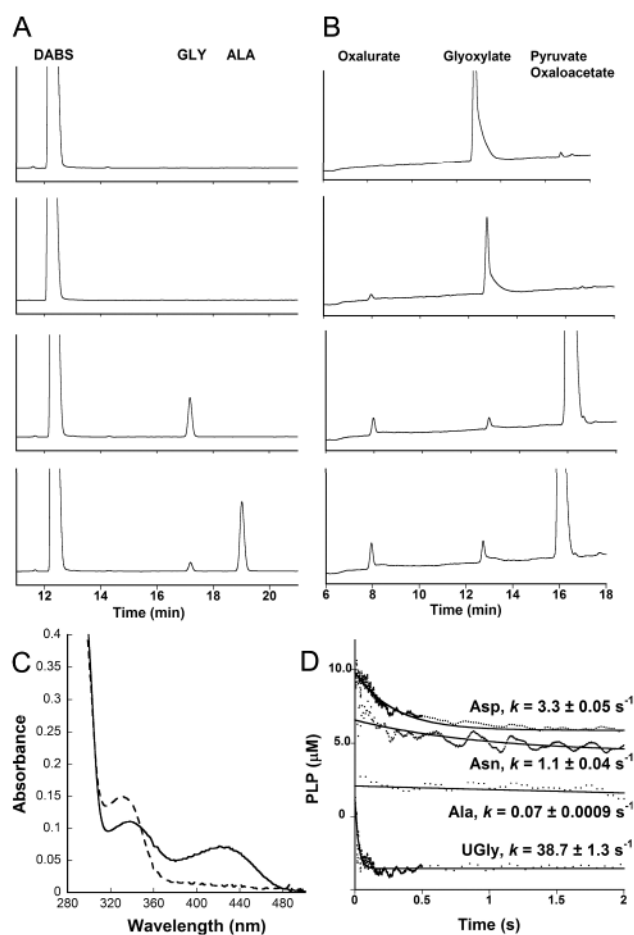 A
B
DABS GLY ALA
Oxalurate Glyoxylate Pyruvate
Oxaloacetate
12 14 16 18 20
Time (min)
6 8 10 12 14 16 18
Time (min)
C
D
0.4
0.35
0.3
0.25
0.2
0.15
0.1
0.05
0
Absorbance
280 320 360 400 440 480
Wavelength (nm)
10.0
5.0
0
PLP (µM)
Asp, k = 3.3 ± 0.05 s⁻¹
Asn, k = 1.1 ± 0.04 s⁻¹
Ala, k = 0.07 ± 0.0009 s⁻¹
UGly, k = 38.7 ± 1.3 s⁻¹
0 0.5 1 1.5 2
Time (s)